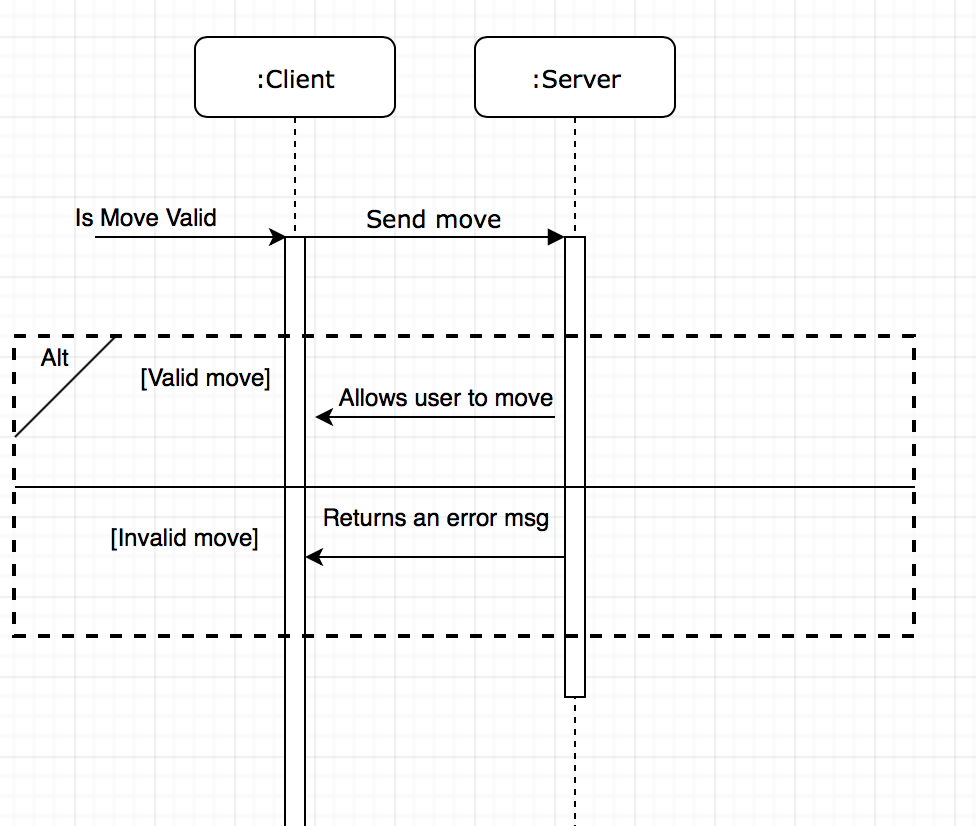 :Client
:Server
Is Move Valid
Send move
Alt
[Valid move]
Allows user to move
Returns an error msg
[Invalid move]